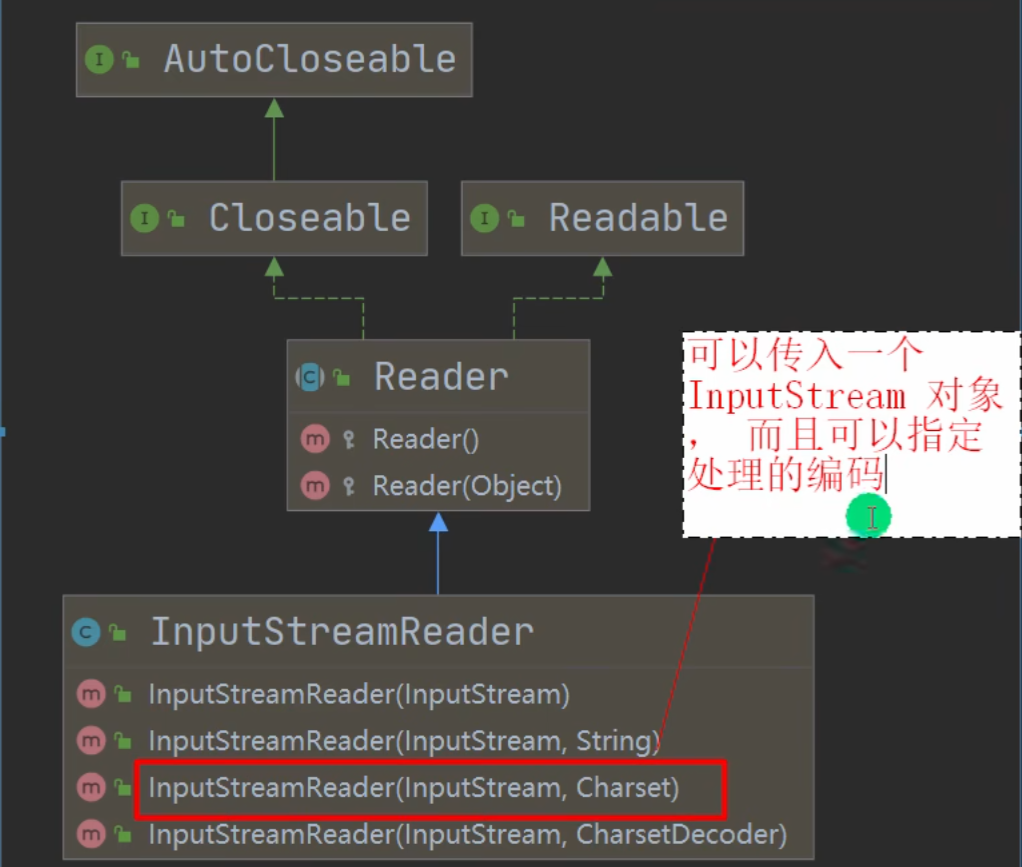 AutoCloseable
Closeable
Readable
Reader
Reader()
Reader(Object)
可以传入一个
InputStream 对象
， 而且可以指定
处理的编码
InputStreamReader
InputStreamReader(InputStream)
InputStreamReader(InputStream, String)
InputStreamReader(InputStream, Charset)
InputStreamReader(InputStream, CharsetDecoder)